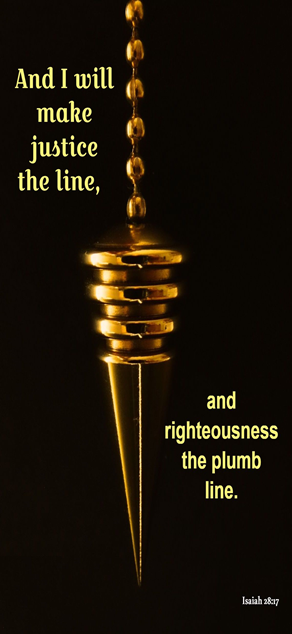 And I will
make
justice
the line,
and
righteousness
the plumb
line.
Isaiah 28:17